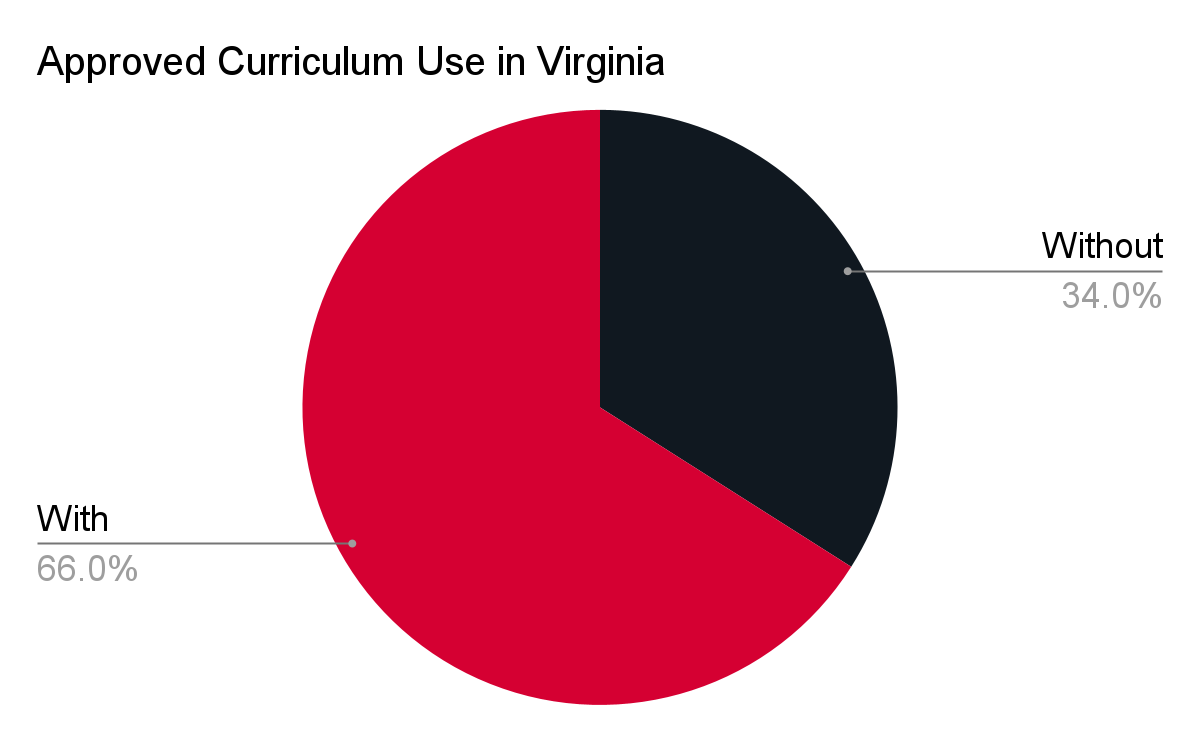 Approved Curriculum Use in Virginia
Without
34.0%
With
66.0%